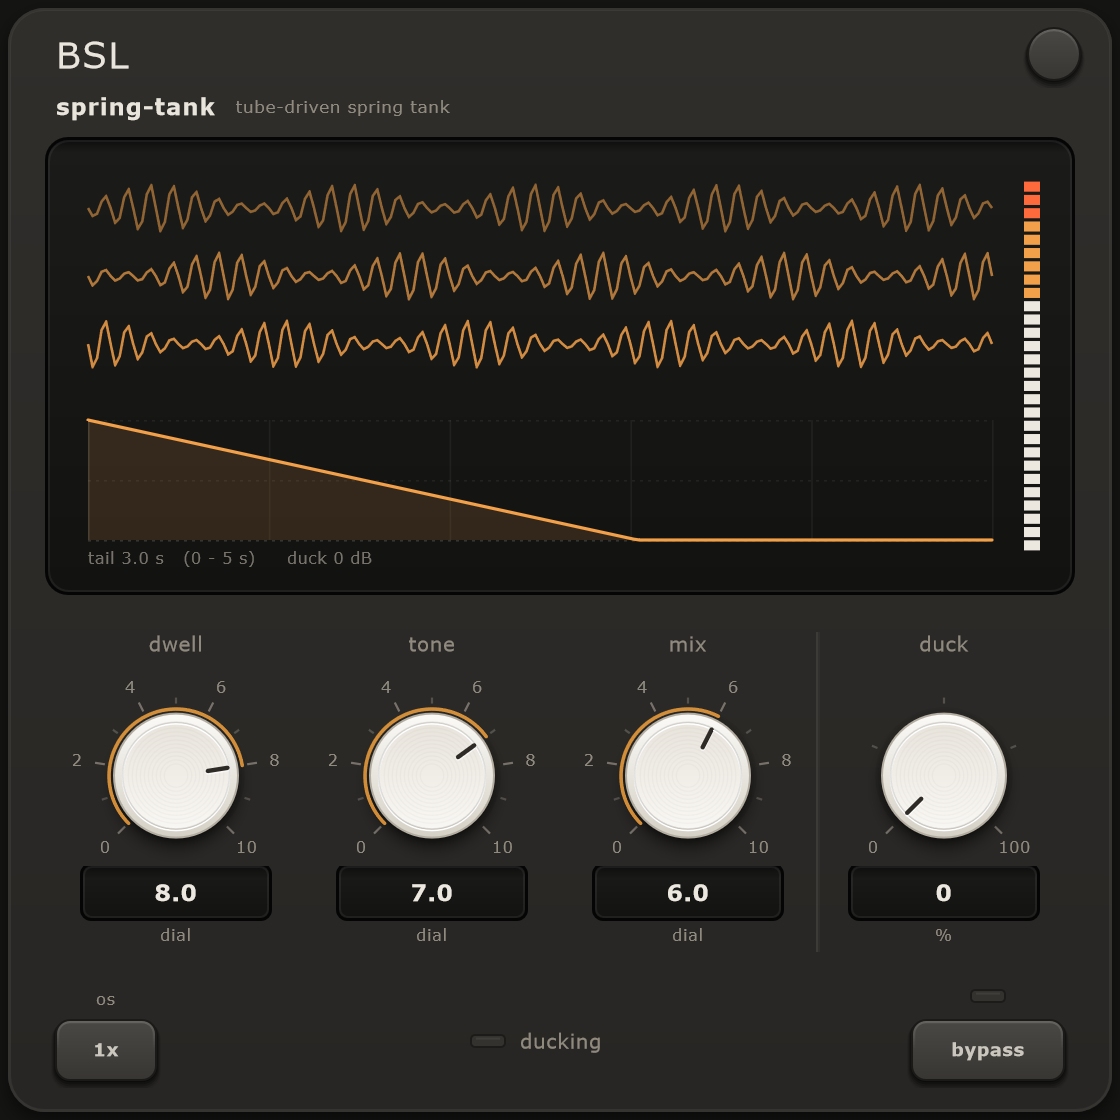 BSL
spring-tank tube-driven spring tank
tail 3.0 s (0 - 5 s) duck 0 dB
dwell tone mix duck
4 6 4 6 4 6
2 8 2 8 2 8
0 10 0 10 0 10 0 100
8.0 7.0 6.0 0
dial dial dial %
os
1x ducking bypass